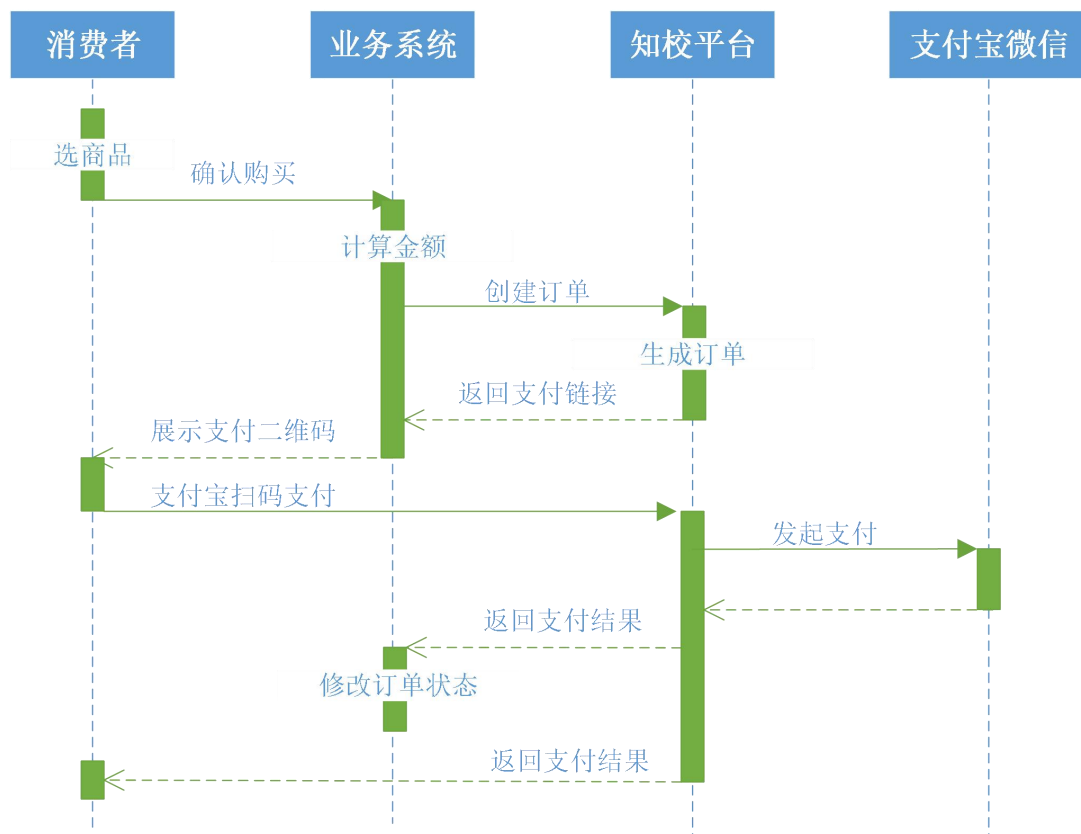 消费者
业务系统
知校平台
支付宝微信
选商品
确认购买
计算金额
创建订单
生成订单
返回支付链接
展示支付二维码
支付宝扫码支付
发起支付
返回支付结果
修改订单状态
返回支付结果